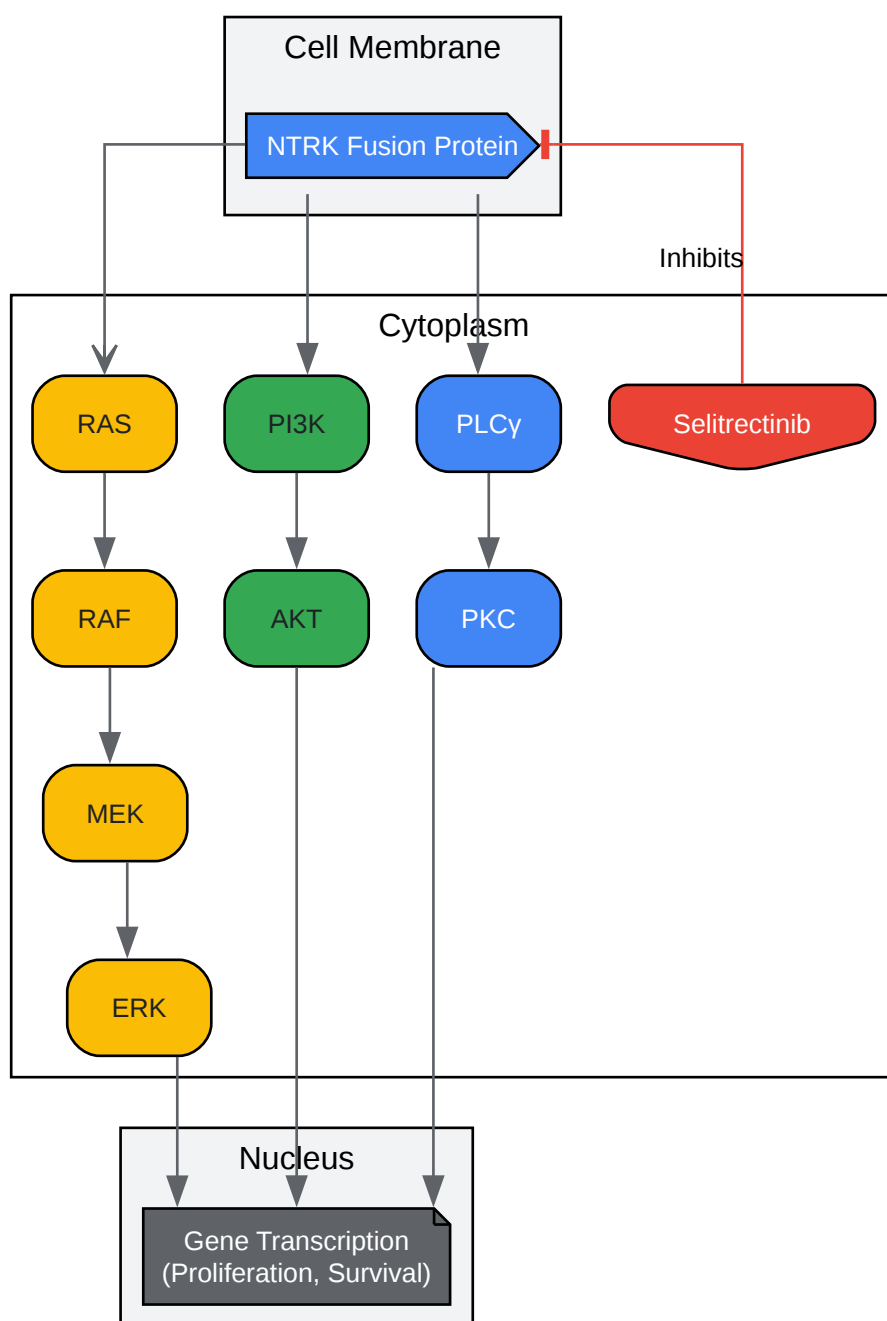 Cell Membrane
NTRK Fusion Protein
Inhibits
Cytoplasm
RAS
PI3K
PLCγ
Selitrectinib
RAF
AKT
PKC
MEK
ERK
Nucleus
Gene Transcription
(Proliferation, Survival)